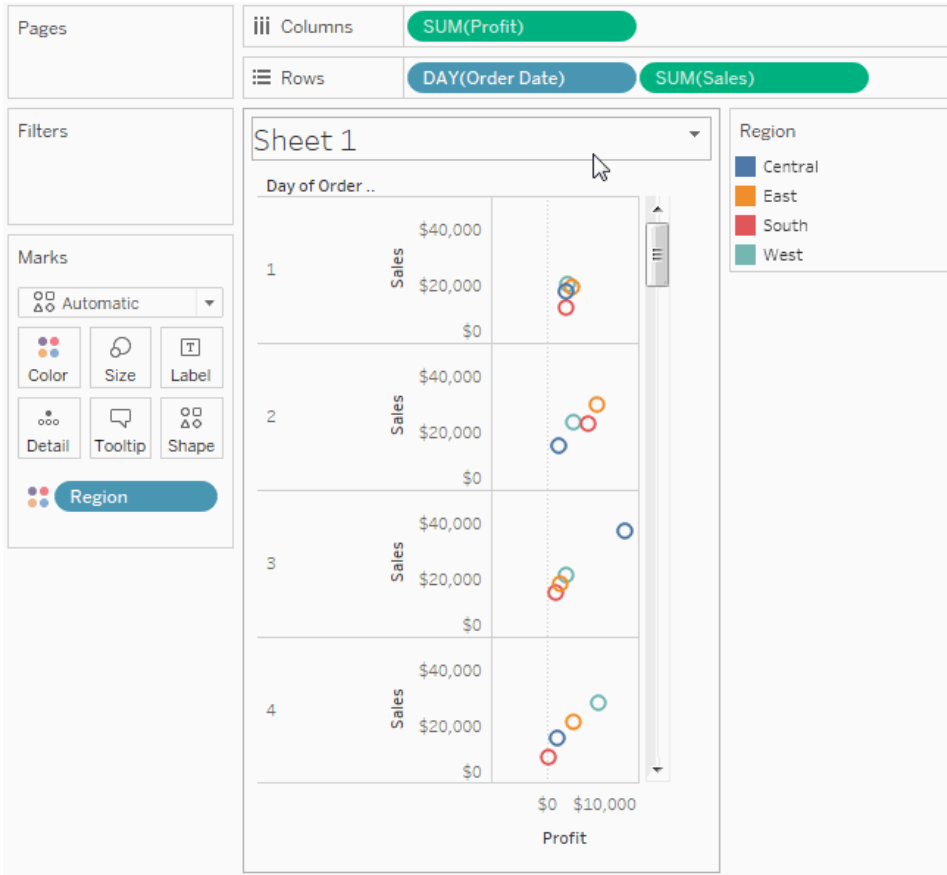 Pages
Columns
SUM(Profit)
Rows
DAY(Order Date)
SUM(Sales)
Filters
Marks
Automatic
Color
Size
T
Label
Detail
Tooltip
Shape
Region
Sheet 1
Day of Order ..
1
Sales
$40,000
$20,000
$0
2
Sales
$40,000
$20,000
$0
3
Sales
$40,000
$20,000
$0
4
Sales
$40,000
$20,000
$0
$0
$10,000
Profit
Region
Central
East
South
West